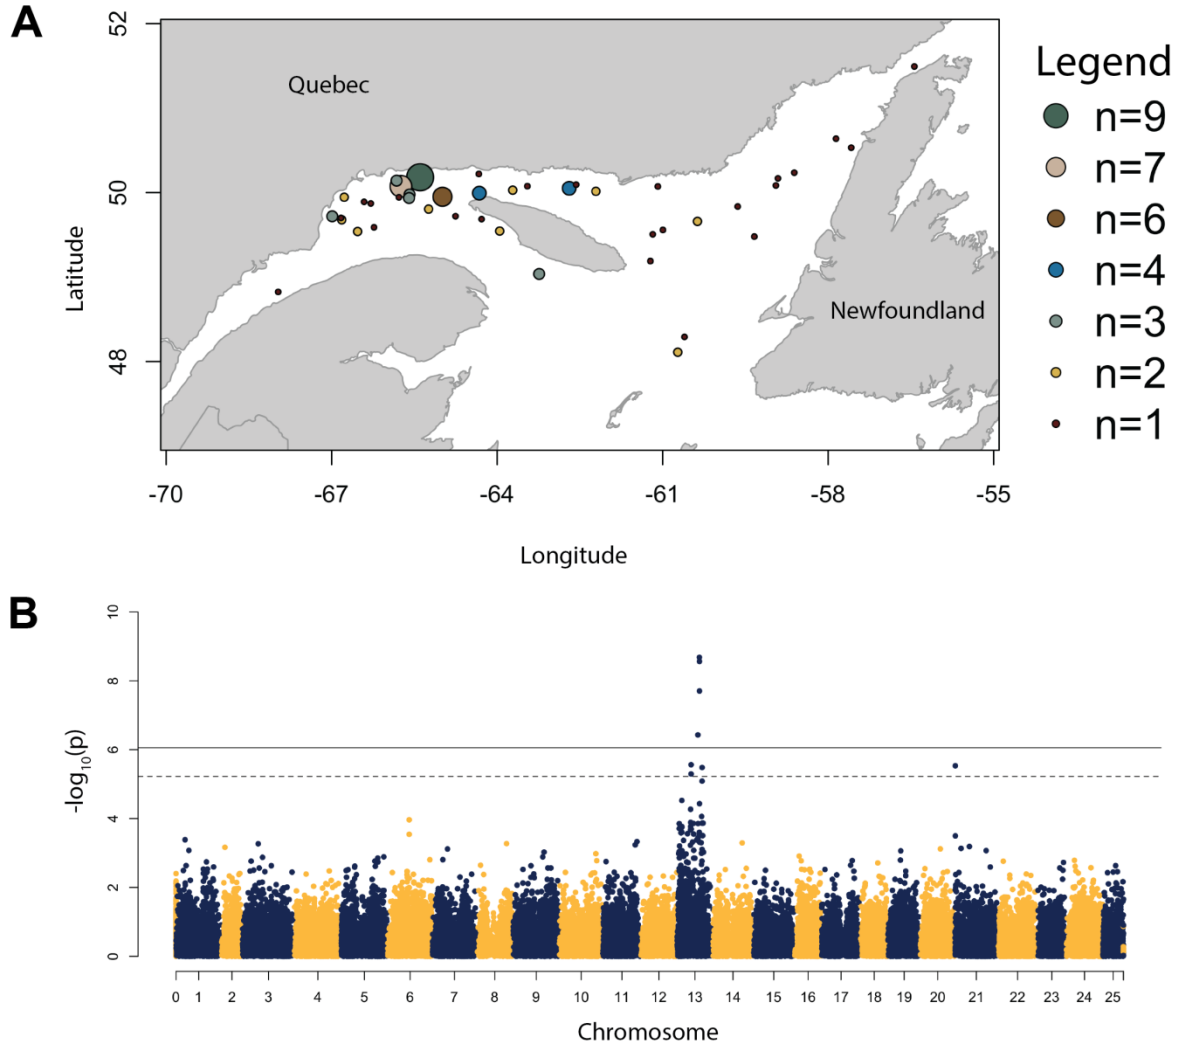 A
52
50
48
Latitude
Quebec
Newfoundland
-70 -67 -64 -61 -58 -55
Longitude
Legend
n=9
n=7
n=6
n=4
n=3
n=2
n=1
B
10
8
6
4
2
0
-log10(p)
0 1 2 3 4 5 6 7 8 9 10 11 12 13 14 15 16 17 18 19 20 21 22 23 24 25
Chromosome